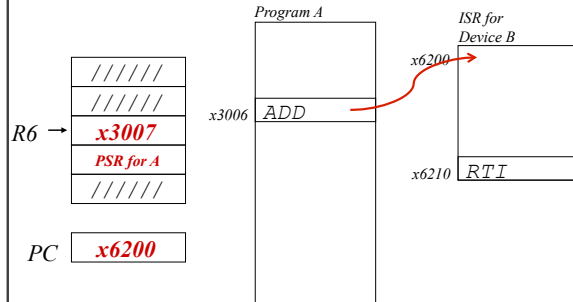 Program A
ISR for
Device B
x6200
//////
//////
R6
x3007
x3006
ADD
PSR for A
//////
x6210
RTI
PC
x6200